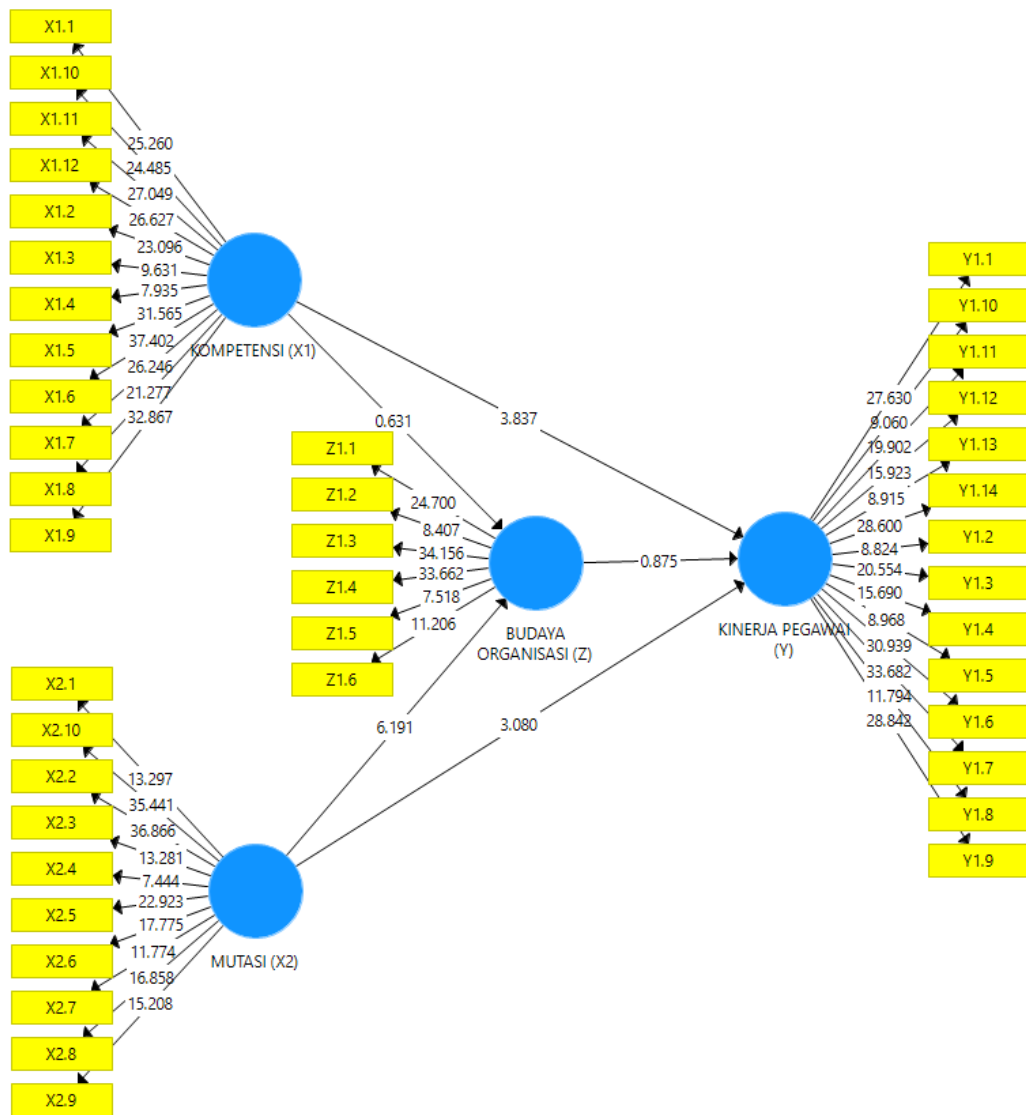 X1.1
X1.10
X1.11
X1.12
X1.2
X1.3
X1.4
X1.5
X1.6
X1.7
X1.8
X1.9
25.260
24.485
27.049
26.627
23.096
9.631
7.935
31.565
37.402
26.246
21.277
32.867
KOMPETENSI (X1)
0.631
3.837
Z1.1
Z1.2
Z1.3
Z1.4
Z1.5
Z1.6
24.700
8.407
34.156
33.662
7.518
11.206
BUDAYA
ORGANISASI (Z)
0.875
6.191
3.080
X2.1
X2.10
X2.2
X2.3
X2.4
X2.5
X2.6
X2.7
X2.8
X2.9
13.297
35.441
36.866
13.281
7.444
22.923
17.775
11.774
16.858
15.208
MUTASI (X2)
KINERJA PEGAWAI
(Y)
27.630
9.060
19.902
15.923
8.915
28.600
8.824
20.554
15.690
8.968
30.939
33.682
11.794
28.842
Y1.1
Y1.10
Y1.11
Y1.12
Y1.13
Y1.14
Y1.2
Y1.3
Y1.4
Y1.5
Y1.6
Y1.7
Y1.8
Y1.9